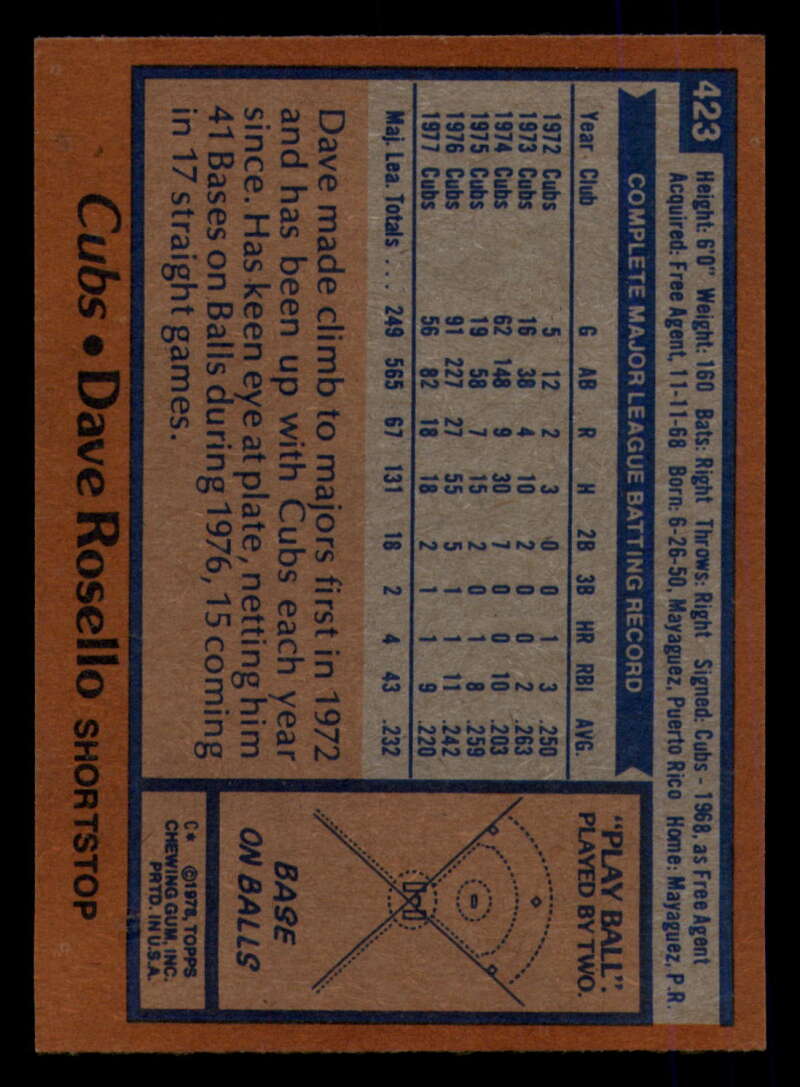 423
Height: 6'0" Weight: 160 Bats: Right Throws: Right Signed: Cubs - 1968, as Free Agent
Acquired: Free Agent, 11-11-68 Born: 6-26-50, Mayaguez, Puerto Rico Home: Mayaguez, P.R.
COMPLETE MAJOR LEAGUE BATTING RECORD
Year Club G AB R H 2B 3B HR RBI AVG.
1972 Cubs 5 12 2 3 0 0 1 3 .250
1973 Cubs 16 38 4 10 2 0 0 2 .263
1974 Cubs 62 148 9 30 7 0 0 10 .203
1975 Cubs 19 58 7 15 2 0 1 8 .259
1976 Cubs 91 227 27 55 5 1 1 11 .242
1977 Cubs 56 82 18 18 2 1 1 9 .220
Maj. Lea. Totals . . . 249 565 67 131 18 2 4 43 .232
Dave made climb to majors first in 1972
and has been up with Cubs each year
since. Has keen eye at plate, netting him
41 Bases on Balls during 1976, 15 coming
in 17 straight games.
"PLAY BALL":
PLAYED BY TWO.
BASE
ON BALLS
C* ©1978, TOPPS
CHEWING GUM, INC.
PRTD. IN U.S.A.
Cubs • Dave Rosello SHORTSTOP